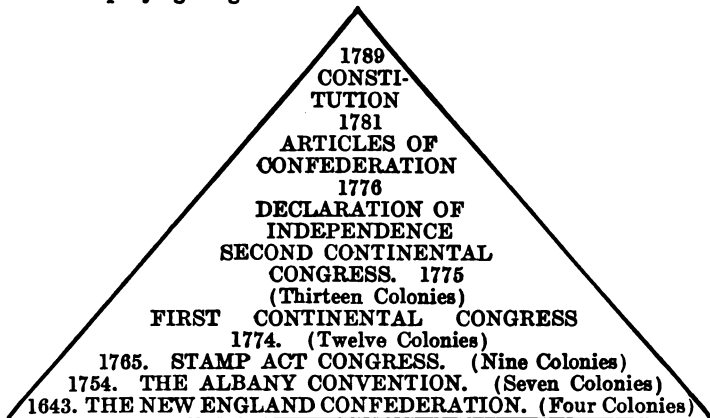 1789
CONSTI-
TUTION
1781
ARTICLES OF
CONFEDERATION
1776
DECLARATION OF
INDEPENDENCE
SECOND CONTINENTAL
CONGRESS. 1775
(Thirteen Colonies)
FIRST CONTINENTAL CONGRESS
1774. (Twelve Colonies)
1765. STAMP ACT CONGRESS. (Nine Colonies)
1754. THE ALBANY CONVENTION. (Seven Colonies)
1643. THE NEW ENGLAND CONFEDERATION. (Four Colonies)